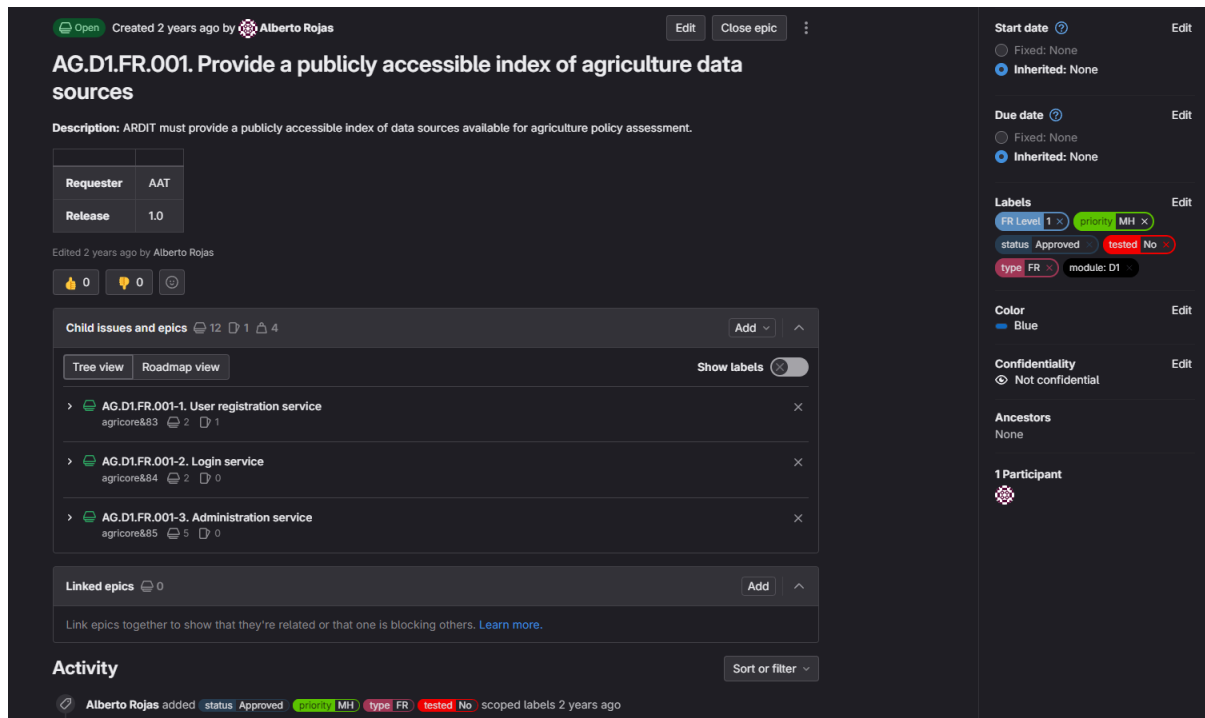 Open Created 2 years ago by Alberto Rojas Edit Close epic
AG.D1.FR.001. Provide a publicly accessible index of agriculture data
sources
Description: ARDIT must provide a publicly accessible index of data sources available for agriculture policy assessment.
Requester AAT
Release 1.0
Edited 2 years ago by Alberto Rojas
0 0
Child issues and epics 12 1 4 Add
Tree view Roadmap view Show labels
AG.D1.FR.001-1. User registration service
agricore&83 2 1
AG.D1.FR.001-2. Login service
agricore&84 2 0
AG.D1.FR.001-3. Administration service
agricore&85 5 0
Linked epics 0 Add
Link epics together to show that they're related or that one is blocking others. Learn more.
Activity Sort or filter
Alberto Rojas added status Approved priority MH type FR tested No scoped labels 2 years ago
Start date ? Edit
Fixed: None
Inherited: None
Due date ? Edit
Fixed: None
Inherited: None
Labels Edit
FR Level 1 × priority MH ×
status Approved × tested No ×
type FR × module: D1 ×
Color Edit
Blue
Confidentiality Edit
Not confidential
Ancestors
None
1 Participant